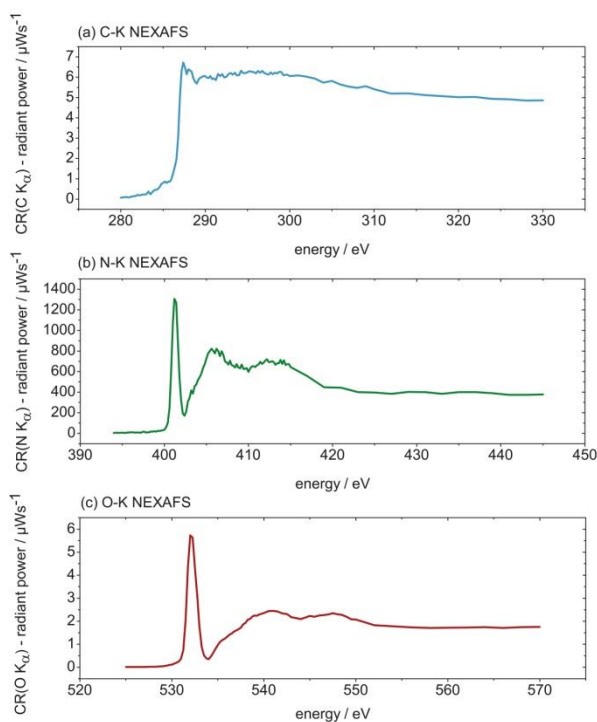 (a) C-K NEXAFS
CR(C Kα) - radiant power / µWs-1
7
6
5
4
3
2
1
0
280 290 300 310 320 330
energy / eV
(b) N-K NEXAFS
CR(N Kα) - radiant power / µWs-1
1400
1200
1000
800
600
400
200
0
390 400 410 420 430 440 450
energy / eV
(c) O-K NEXAFS
CR(O Kα) - radiant power / µWs-1
6
5
4
3
2
1
0
520 530 540 550 560 570
energy / eV